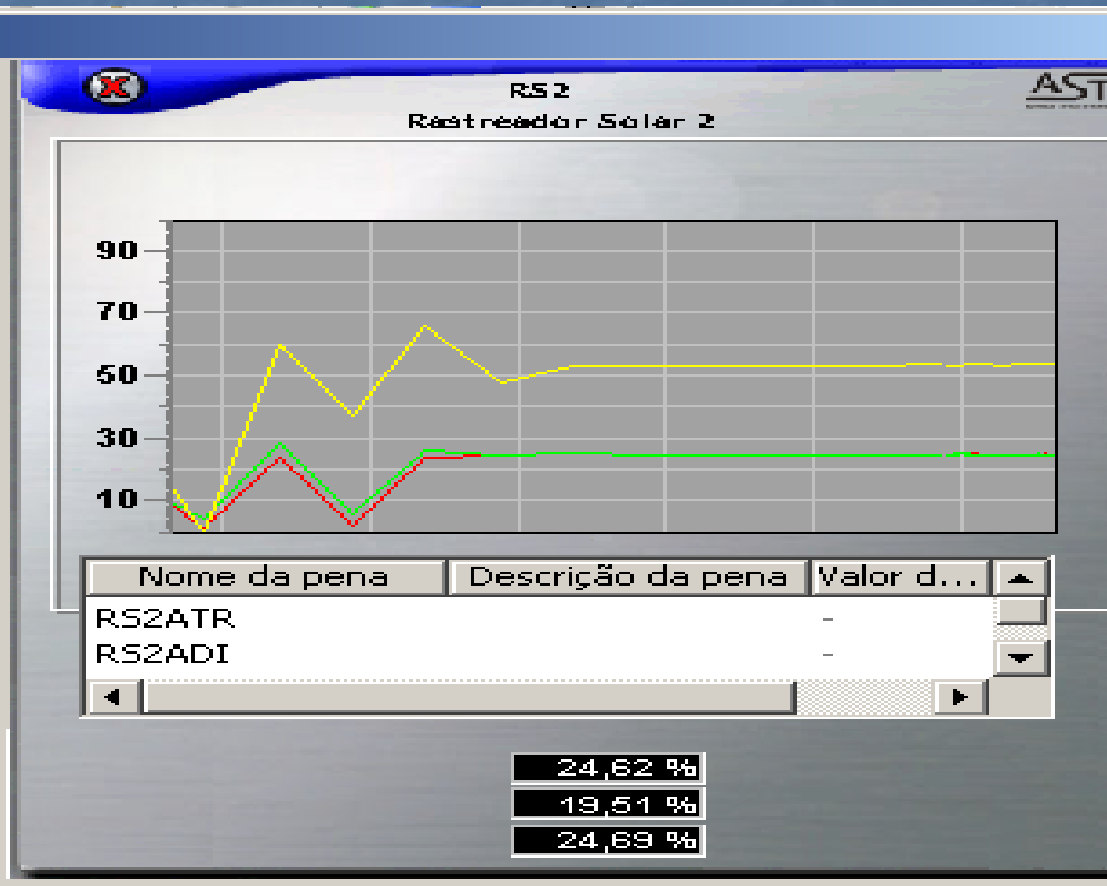 RS2
AST
Rastreador Solar 2
90
70
50
30
10
Nome da pena Descrição da pena Valor d...
RS2ATR -
RS2ADI -
24,62 %
19,51 %
24,69 %